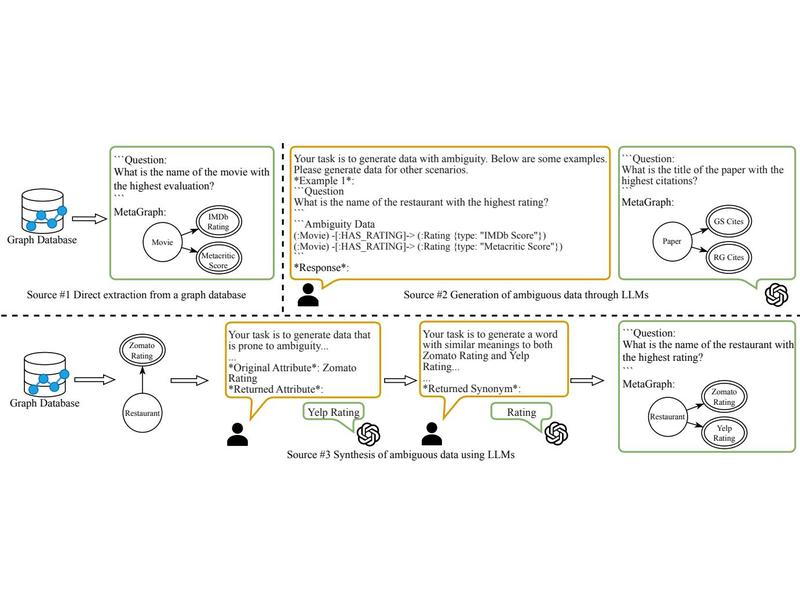 ```Question:
What is the name of the movie with
the highest evaluation?
```
MetaGraph:
Movie
IMDb
Rating
Metacritic
Score
Graph Database
Source #1 Direct extraction from a graph database
Your task is to generate data with ambiguity. Below are some examples.
Please generate data for other scenarios.
*Example 1*:
```Question
What is the name of the restaurant with the highest rating?
```
```Ambiguity Data
(:Movie) -[:HAS_RATING]-> (:Rating {type: "IMDb Score"})
(:Movie) -[:HAS_RATING]-> (:Rating {type: "Metacritic Score"})
```
*Response*:
```Question:
What is the title of the paper with the
highest citations?
```
MetaGraph:
Paper
GS Cites
RG Cites
Source #2 Generation of ambiguous data through LLMs
Graph Database
Zomato
Rating
Restaurant
Your task is to generate data that
is prone to ambiguity...
...
*Original Attribute*: Zomato
Rating
*Returned Attribute*:
Yelp Rating
Your task is to generate a word
with similar meanings to both
Zomato Rating and Yelp
Rating...
...
*Returned Synonym*:
Rating
```Question:
What is the name of the restaurant with
the highest rating?
```
MetaGraph:
Restaurant
Zomato
Rating
Yelp
Rating
Source #3 Synthesis of ambiguous data using LLMs